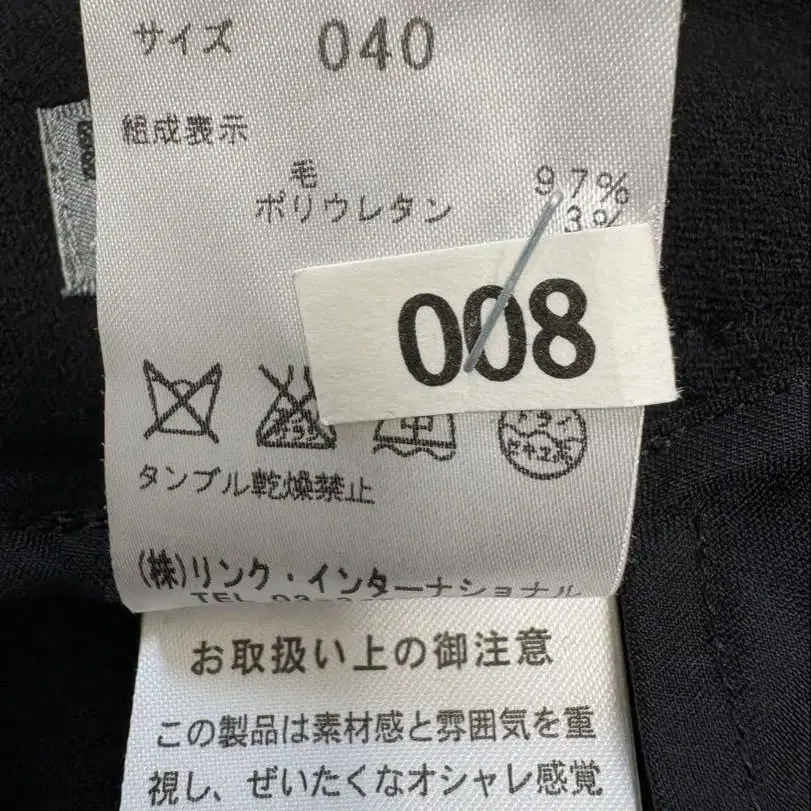 サイズ 040
組成表示
毛 97%
ポリウレタン 3%
008
中
タンブル乾燥禁止
(株)リンク・インターナショナル
TEL
お取扱い上の御注意
この製品は素材感と雰囲気を重
視し、ぜいたくなオシャレ感覚